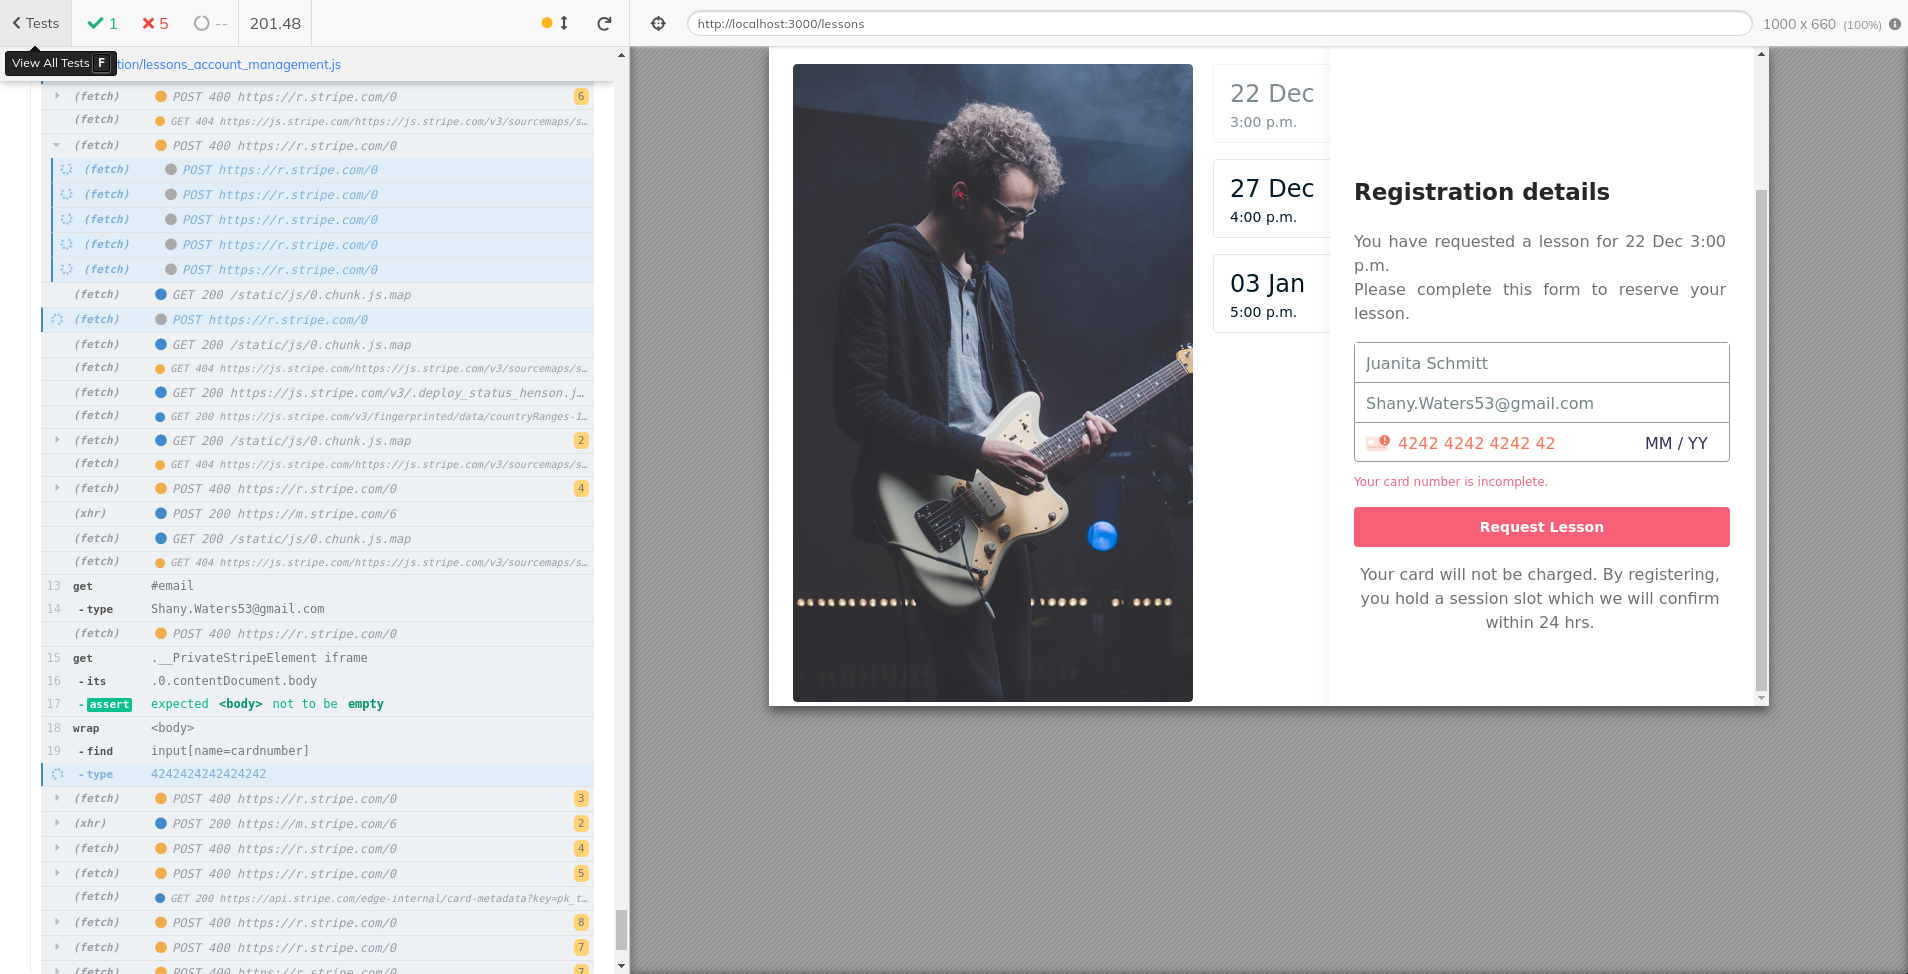 Tests
1
5
--
201.48
View All Tests F
tion/lessons_account_management.js
(fetch) POST 400 https://r.stripe.com/0 6
(fetch) GET 404 https://js.stripe.com/https://js.stripe.com/v3/sourcemaps/s…
(fetch) POST 400 https://r.stripe.com/0
(fetch) POST https://r.stripe.com/0
(fetch) POST https://r.stripe.com/0
(fetch) POST https://r.stripe.com/0
(fetch) POST https://r.stripe.com/0
(fetch) POST https://r.stripe.com/0
(fetch) GET 200 /static/js/0.chunk.js.map
(fetch) POST https://r.stripe.com/0
(fetch) GET 200 /static/js/0.chunk.js.map
(fetch) GET 404 https://js.stripe.com/https://js.stripe.com/v3/sourcemaps/s…
(fetch) GET 200 https://js.stripe.com/v3/.deploy_status_henson.j…
(fetch) GET 200 https://js.stripe.com/v3/fingerprinted/data/countryRanges-1…
(fetch) GET 200 /static/js/0.chunk.js.map 2
(fetch) GET 404 https://js.stripe.com/https://js.stripe.com/v3/sourcemaps/s…
(fetch) POST 400 https://r.stripe.com/0 4
(xhr) POST 200 https://m.stripe.com/6
(fetch) GET 200 /static/js/0.chunk.js.map
(fetch) GET 404 https://js.stripe.com/https://js.stripe.com/v3/sourcemaps/s…
13 get #email
14 -type Shany.Waters53@gmail.com
(fetch) POST 400 https://r.stripe.com/0
15 get .__PrivateStripeElement iframe
16 -its .0.contentDocument.body
17 -assert expected <body> not to be empty
18 wrap <body>
19 -find input[name=cardnumber]
-type 4242424242424242
(fetch) POST 400 https://r.stripe.com/0 3
(xhr) POST 200 https://m.stripe.com/6 2
(fetch) POST 400 https://r.stripe.com/0 4
(fetch) POST 400 https://r.stripe.com/0 5
(fetch) GET 200 https://api.stripe.com/edge-internal/card-metadata?key=pk_t…
(fetch) POST 400 https://r.stripe.com/0 8
(fetch) POST 400 https://r.stripe.com/0 7
(fetch) POST 400 https://r.stripe.com/0 7
http://localhost:3000/lessons
1000 x 660 (100%)
22 Dec
3:00 p.m.
27 Dec
4:00 p.m.
03 Jan
5:00 p.m.
Registration details
You have requested a lesson for 22 Dec 3:00
p.m.
Please complete this form to reserve your
lesson.
Juanita Schmitt
Shany.Waters53@gmail.com
4242 4242 4242 42 MM / YY
Your card number is incomplete.
Request Lesson
Your card will not be charged. By registering,
you hold a session slot which we will confirm
within 24 hrs.